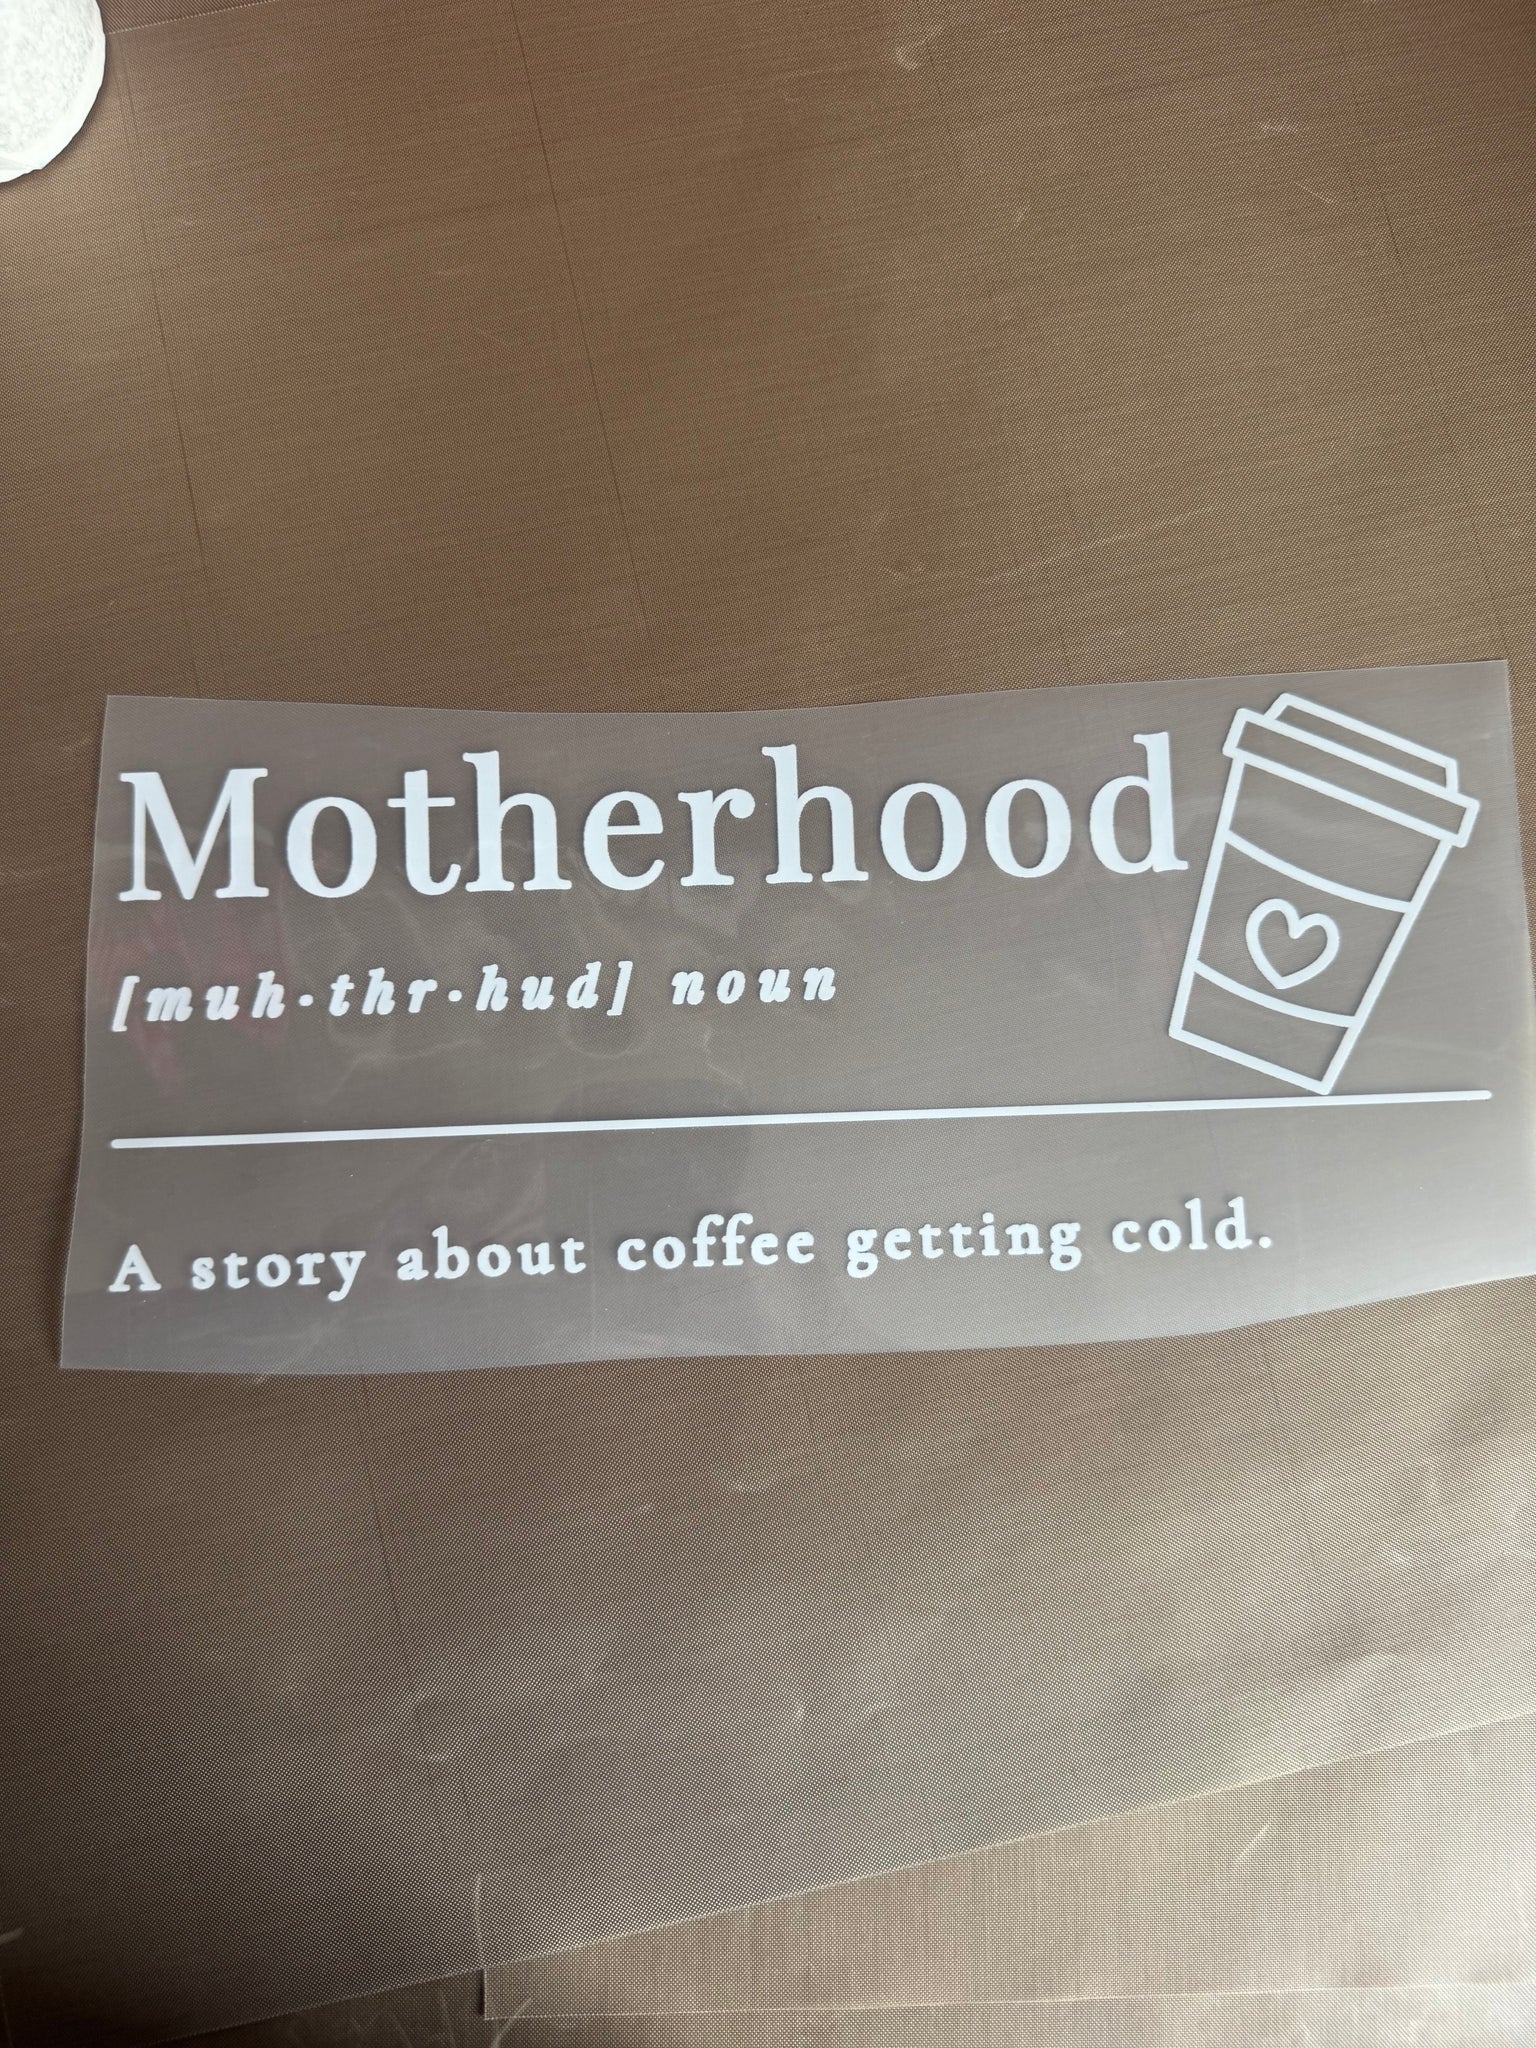 Motherhood
[muh·thr·hud] noun
A story about coffee getting cold.